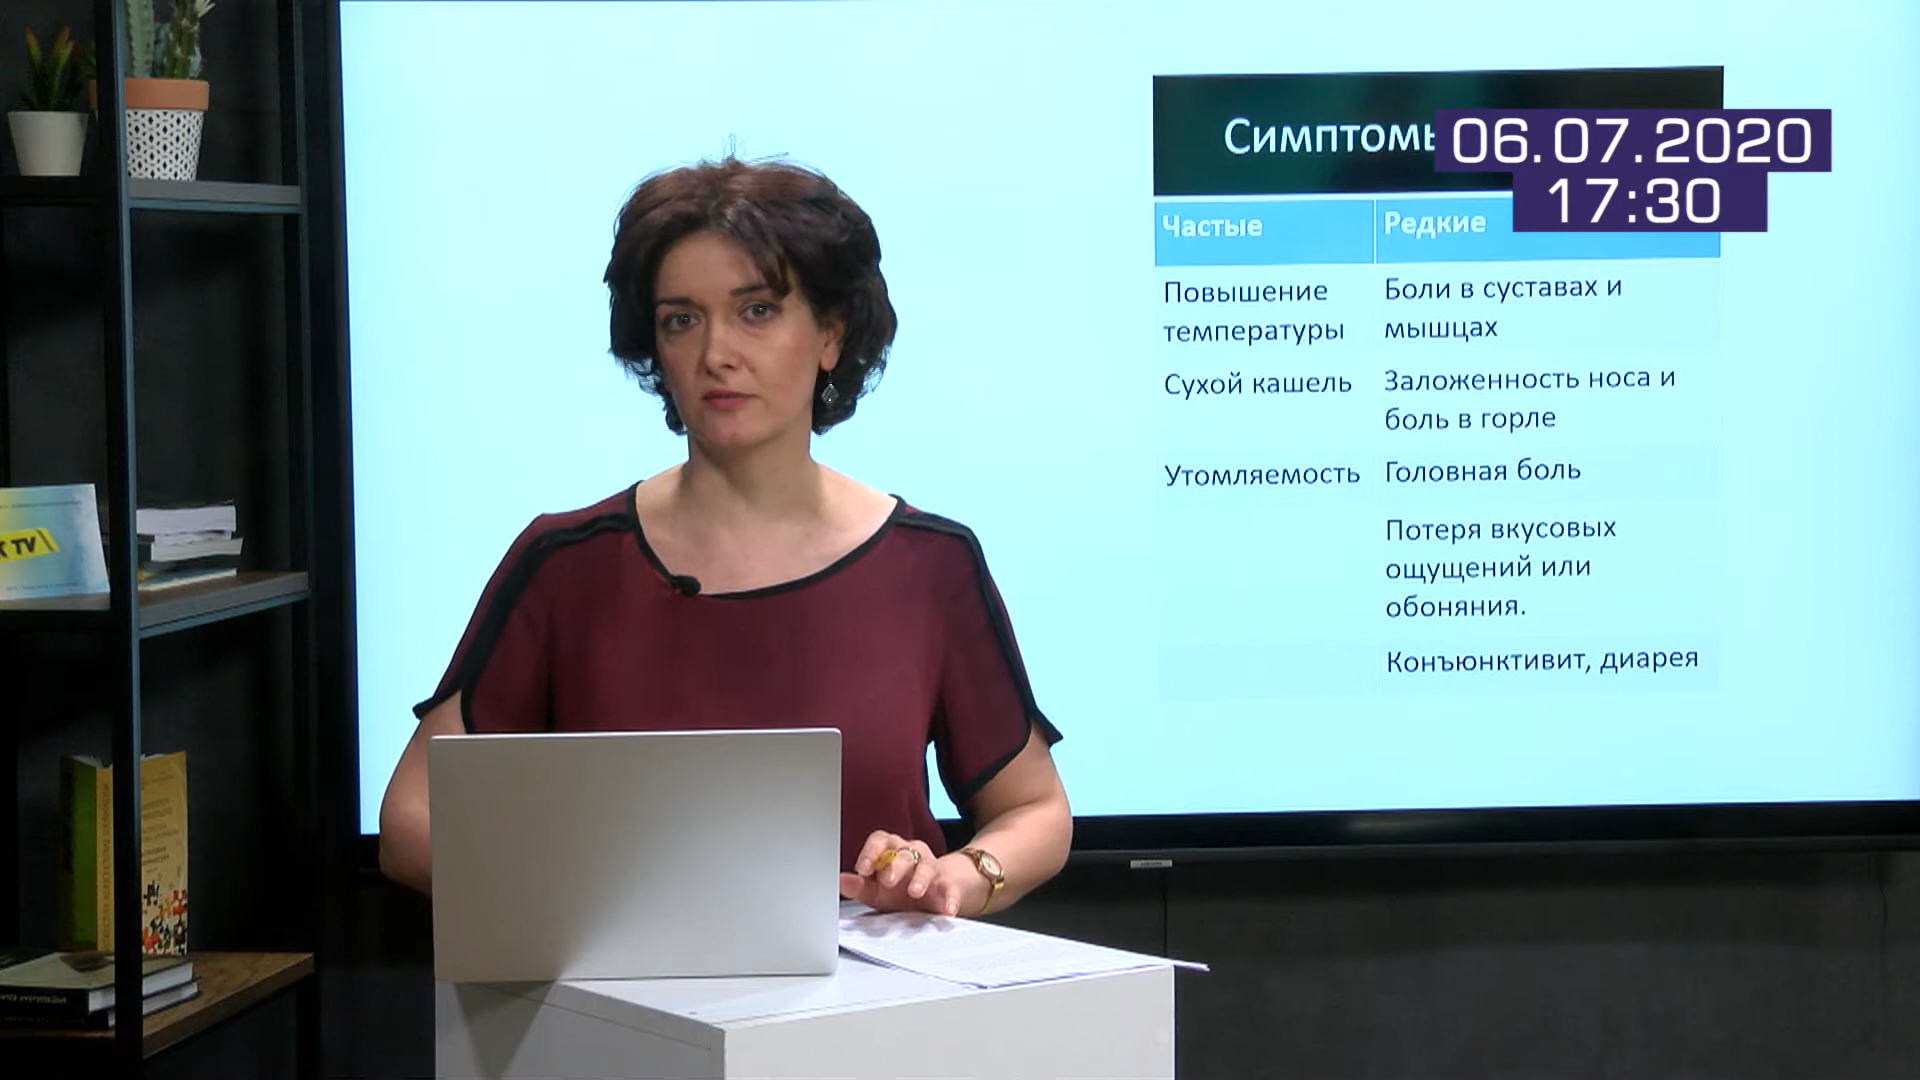 06.07.2020
17:30
Симптомы
Частые
Редкие
Повышение
температуры
Боли в суставах и
мышцах
Сухой кашель
Заложенность носа и
боль в горле
Утомляемость
Головная боль
Потеря вкусовых
ощущений или
обоняния.
Конъюнктивит, диарея
TV